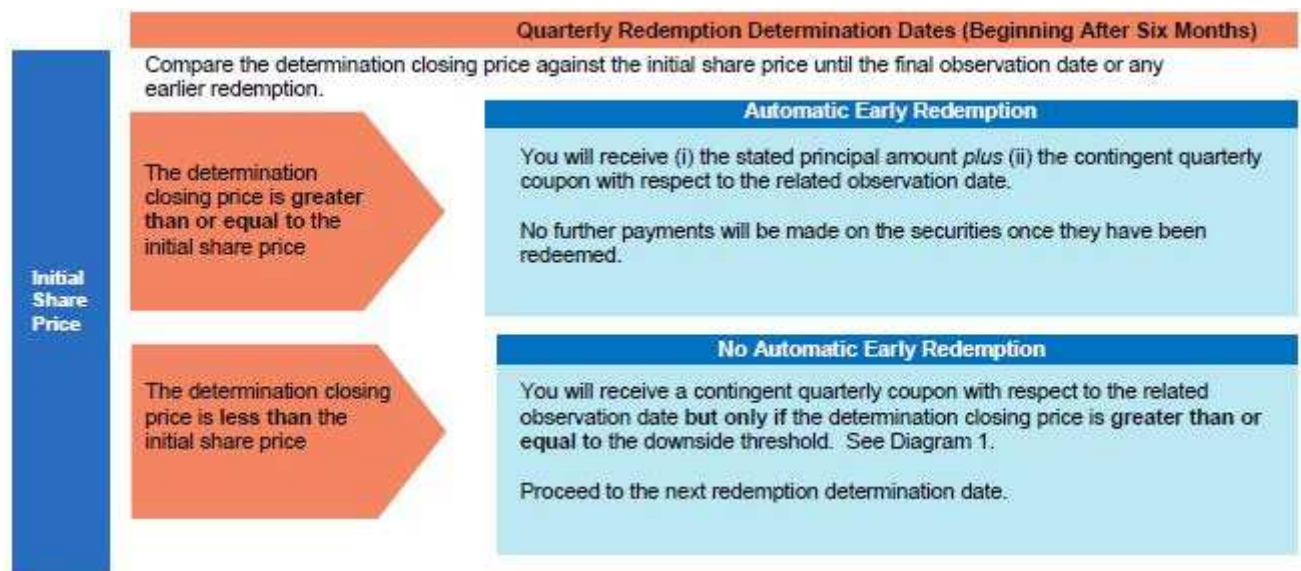 Quarterly Redemption Determination Dates (Beginning After Six Months)
Compare the determination closing price against the initial share price until the final observation date or any
earlier redemption.
Initial
Share
Price
The determination
closing price is greater
than or equal to the
initial share price
Automatic Early Redemption
You will receive (i) the stated principal amount plus (ii) the contingent quarterly
coupon with respect to the related observation date.
No further payments will be made on the securities once they have been
redeemed.
The determination closing
price is less than the
initial share price
No Automatic Early Redemption
You will receive a contingent quarterly coupon with respect to the related
observation date but only if the determination closing price is greater than or
equal to the downside threshold. See Diagram 1.
Proceed to the next redemption determination date.